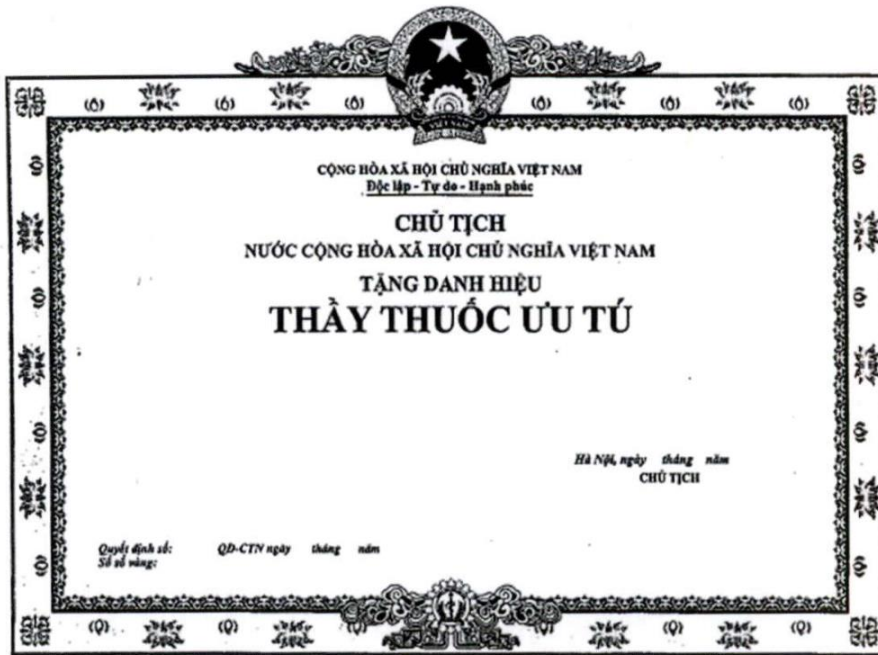 VIỆT NAM
CỘNG HÒA XÃ HỘI CHỦ NGHĨA VIỆT NAM
Độc lập - Tự do - Hạnh phúc
CHỦ TỊCH
NƯỚC CỘNG HÒA XÃ HỘI CHỦ NGHĨA VIỆT NAM
TẶNG DANH HIỆU
THẦY THUỐC ƯU TÚ
Hà Nội, ngày tháng năm
CHỦ TỊCH
Quyết định số: QĐ-CTN ngày tháng năm
Số sổ vàng: